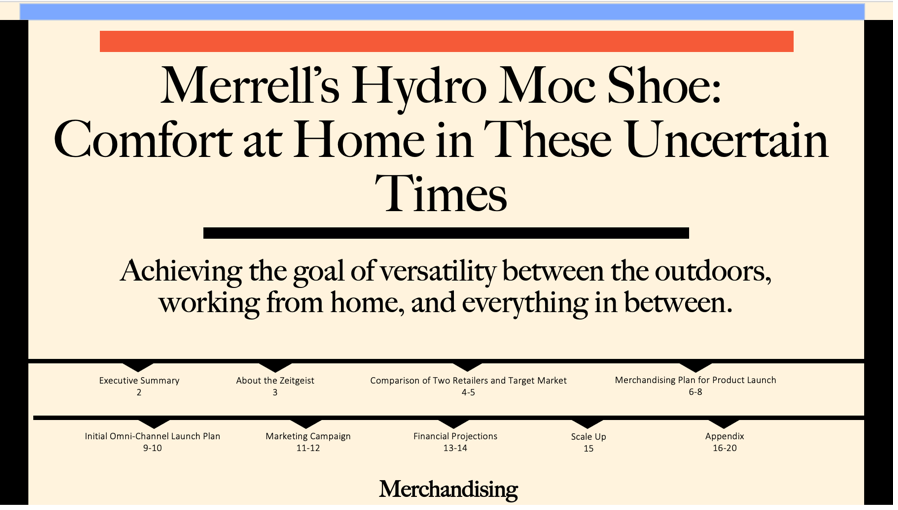 Merrell’s Hydro Moc Shoe:
Comfort at Home in These Uncertain
Times
Achieving the goal of versatility between the outdoors,
working from home, and everything in between.
Executive Summary
2
About the Zeitgeist
3
Comparison of Two Retailers and Target Market
4-5
Merchandising Plan for Product Launch
6-8
Initial Omni-Channel Launch Plan
9-10
Marketing Campaign
11-12
Financial Projections
13-14
Scale Up
15
Appendix
16-20
Merchandising